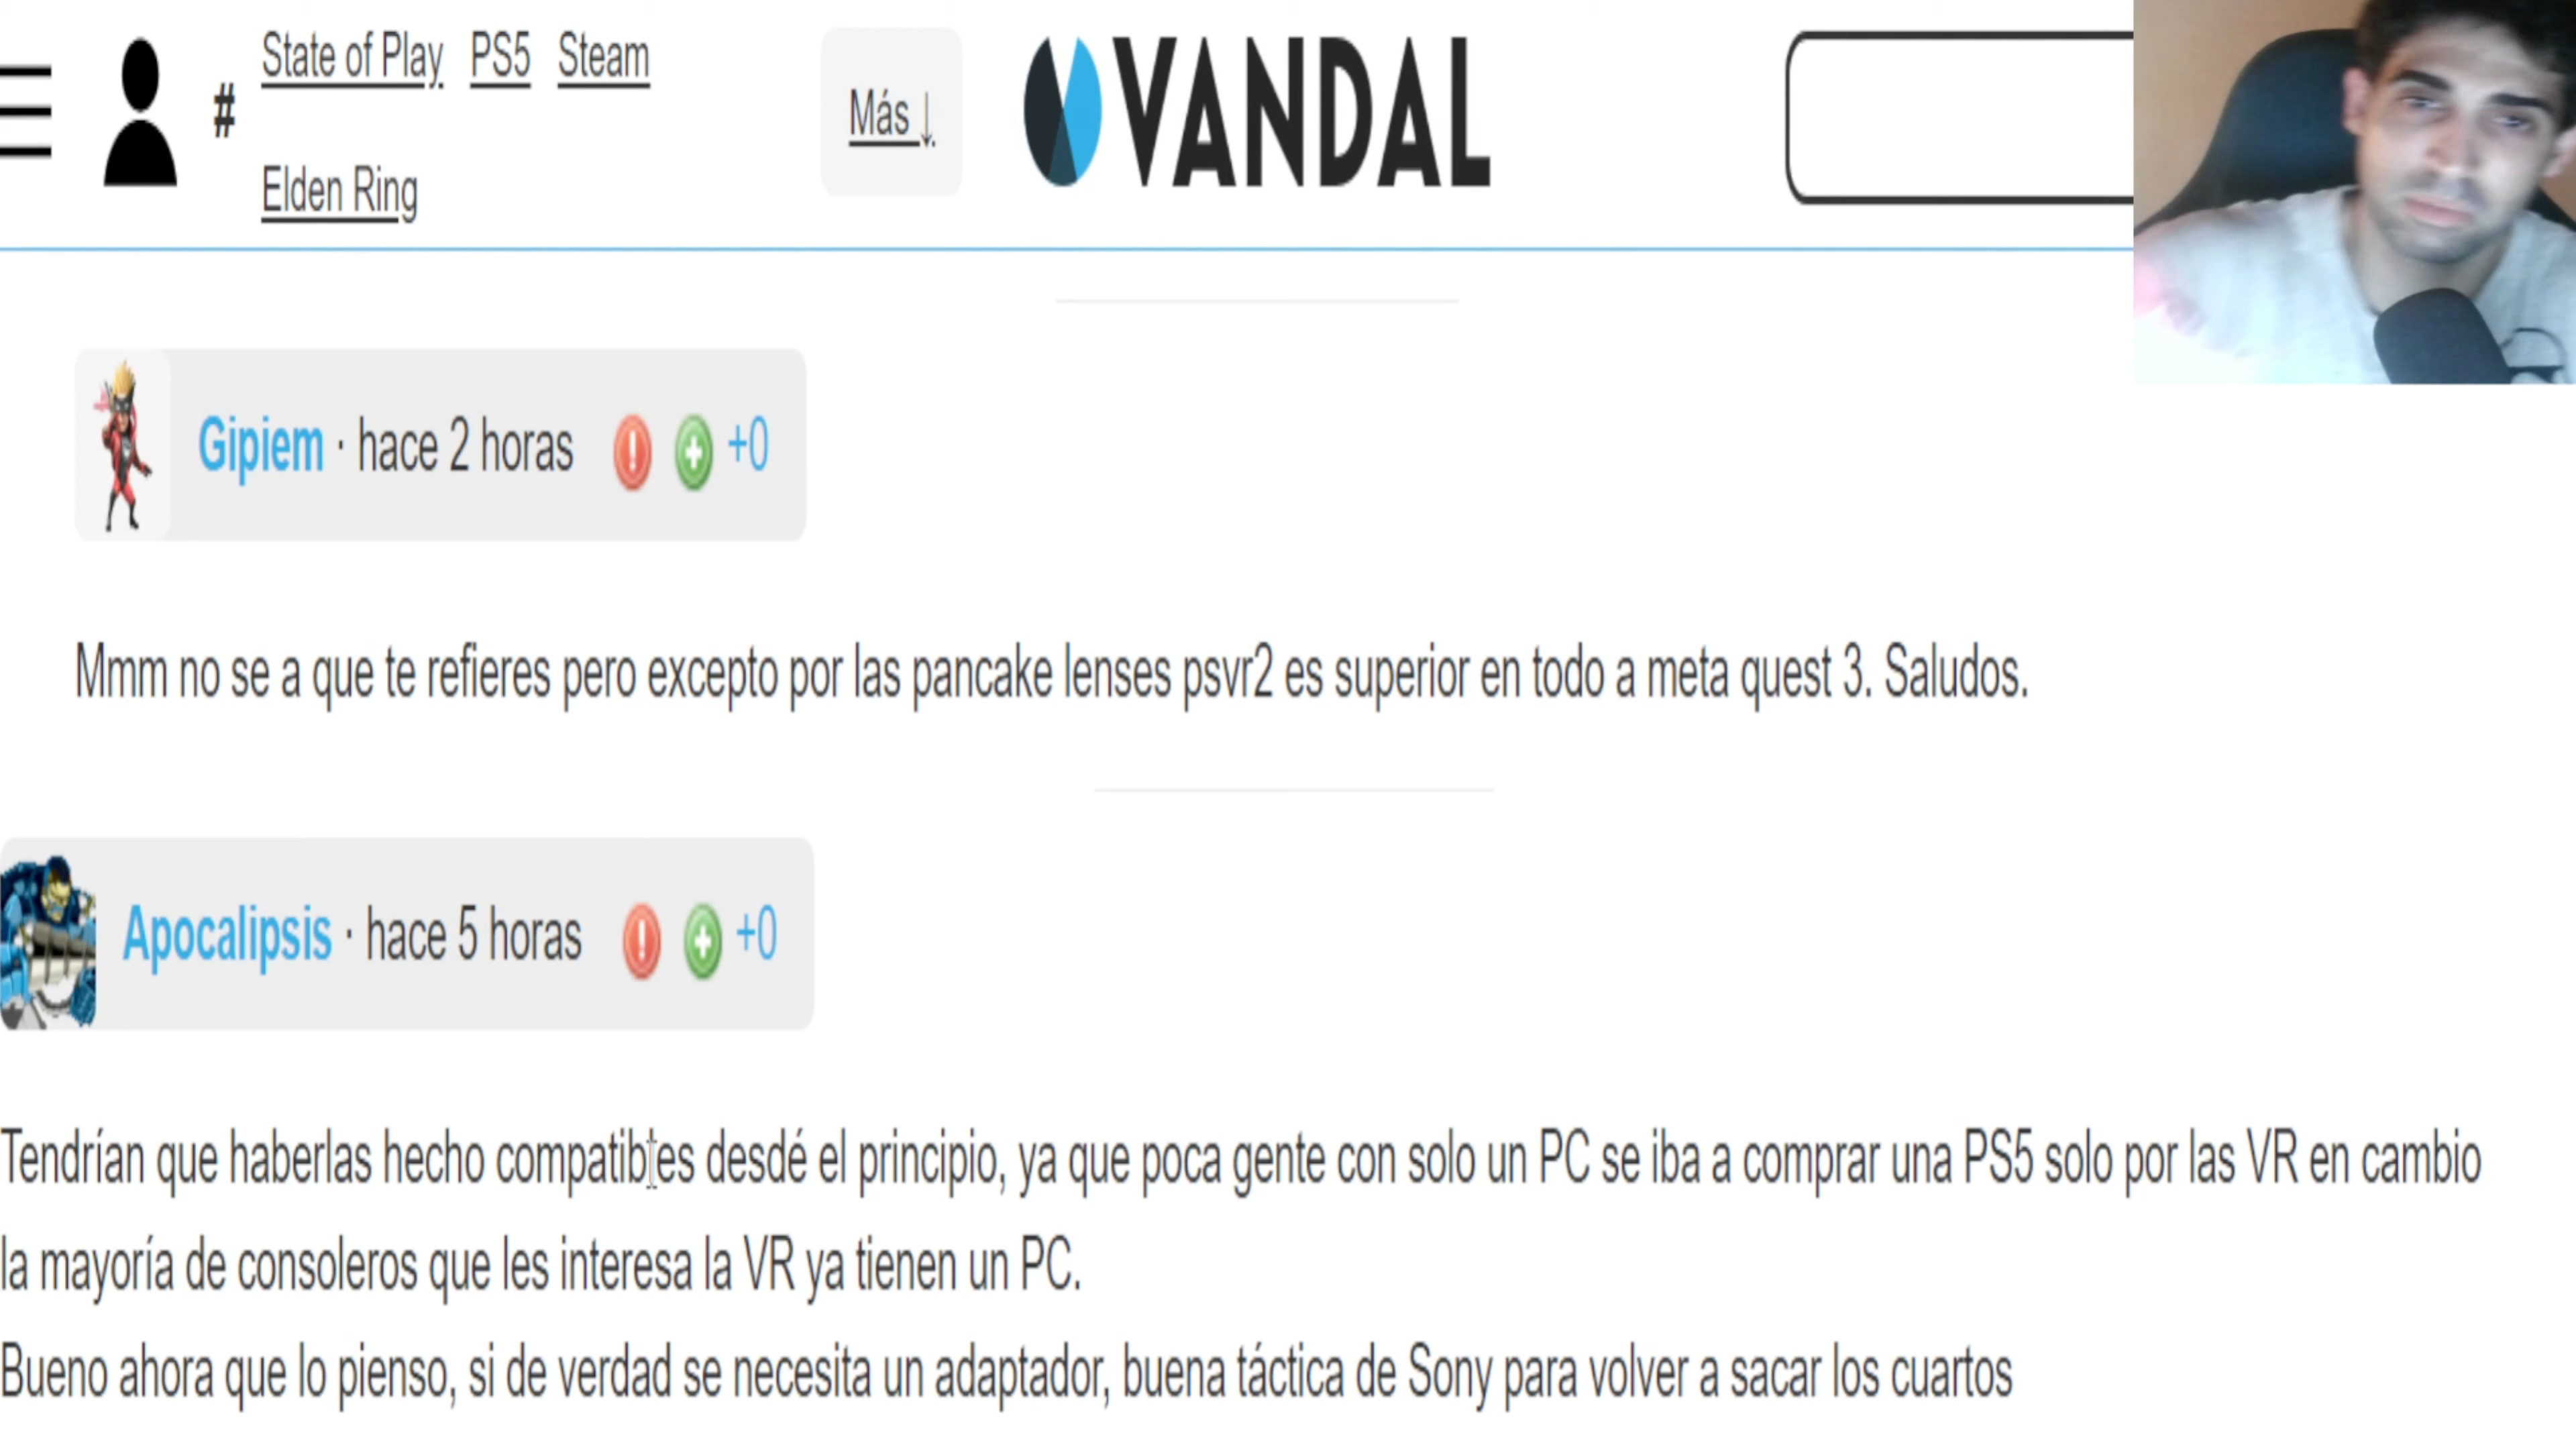 # State of Play PS5 Steam
Elden Ring
Más ↓
VANDAL
Gipiem · hace 2 horas ! + +0
Mmm no se a que te refieres pero excepto por las pancake lenses psvr2 es superior en todo a meta quest 3. Saludos.
Apocalipsis · hace 5 horas ! + +0
Tendrían que haberlas hecho compatibles desdé el principio, ya que poca gente con solo un PC se iba a comprar una PS5 solo por las VR en cambio
la mayoría de consoleros que les interesa la VR ya tienen un PC.
Bueno ahora que lo pienso, si de verdad se necesita un adaptador, buena táctica de Sony para volver a sacar los cuartos